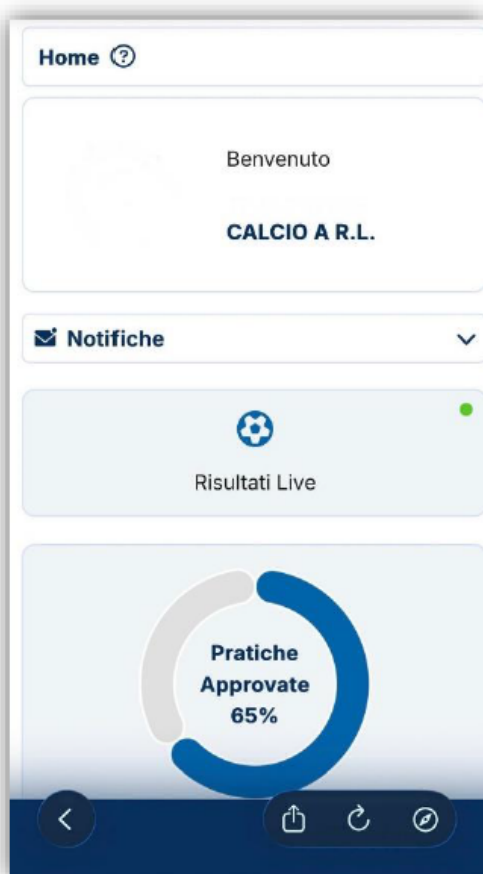 Home
Benvenuto
CALCIO A R.L.
Notifiche
Risultati Live
Pratiche
Approvate
65%